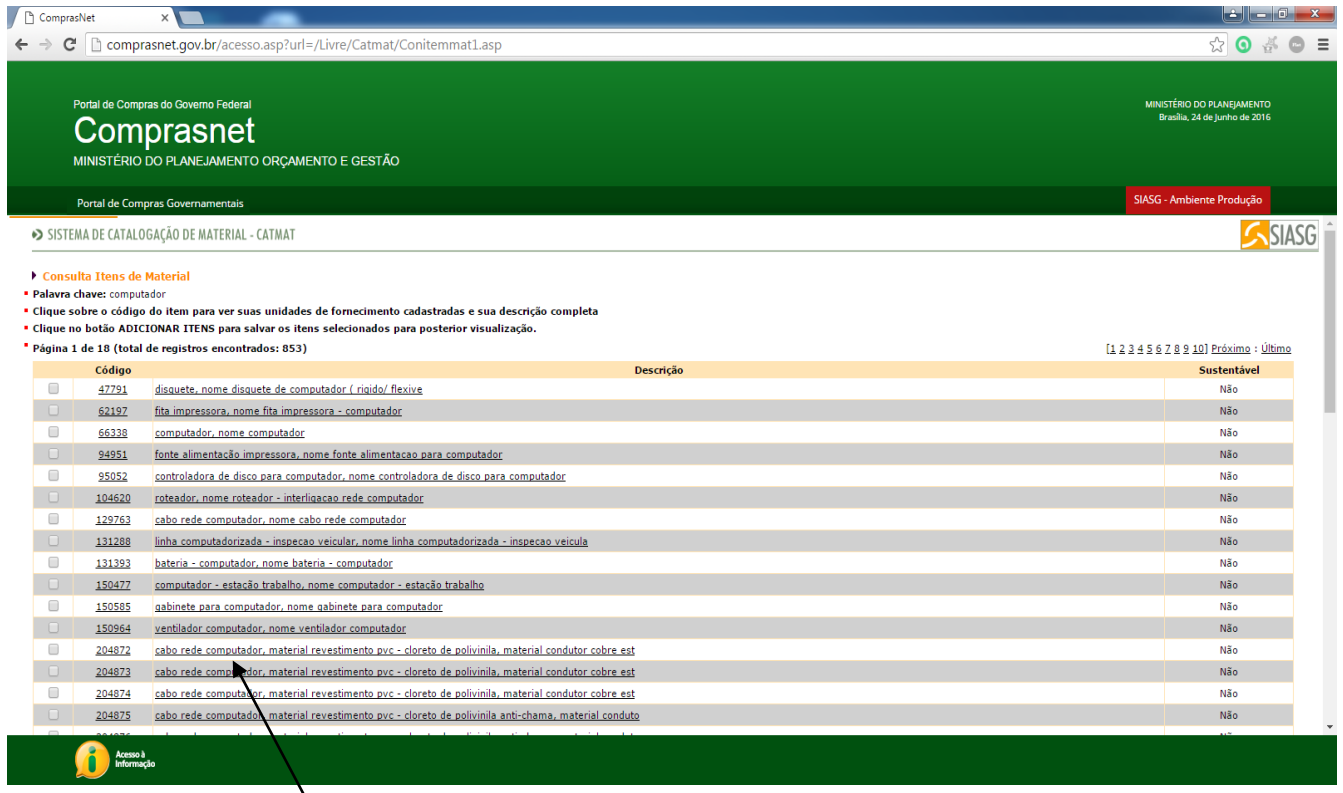 ComprasNet
comprasnet.gov.br/acesso.asp?url=/Livre/Catmat/Conitemmat1.asp
Portal de Compras do Governo Federal
Comprasnet
MINISTÉRIO DO PLANEJAMENTO ORÇAMENTO E GESTÃO
MINISTÉRIO DO PLANEJAMENTO
Brasília, 24 de Junho de 2016
Portal de Compras Governamentais
SIASG - Ambiente Produção
SISTEMA DE CATALOGAÇÃO DE MATERIAL - CATMAT
SIASG
Consulta Itens de Material
Palavra chave: computador
Clique sobre o código do item para ver suas unidades de fornecimento cadastradas e sua descrição completa
Clique no botão ADICIONAR ITENS para salvar os itens selecionados para posterior visualização.
Página 1 de 18 (total de registros encontrados: 853) [1 2 3 4 5 6 7 8 9 10] Próximo : Último
Código Descrição Sustentável
47791 disquete, nome disquete de computador ( rigido/ flexive Não
62197 fita impressora, nome fita impressora - computador Não
66338 computador, nome computador Não
94951 fonte alimentação impressora, nome fonte alimentacao para computador Não
95052 controladora de disco para computador, nome controladora de disco para computador Não
104620 roteador, nome roteador - interligacao rede computador Não
129763 cabo rede computador, nome cabo rede computador Não
131288 linha computadorizada - inspecao veicular, nome linha computadorizada - inspecao veicula Não
131393 bateria - computador, nome bateria - computador Não
150477 computador - estação trabalho, nome computador - estação trabalho Não
150585 gabinete para computador, nome gabinete para computador Não
150964 ventilador computador, nome ventilador computador Não
204872 cabo rede computador, material revestimento pvc - cloreto de polivinila, material condutor cobre est Não
204873 cabo rede computador, material revestimento pvc - cloreto de polivinila, material condutor cobre est Não
204874 cabo rede computador, material revestimento pvc - cloreto de polivinila, material condutor cobre est Não
204875 cabo rede computador, material revestimento pvc - cloreto de polivinila anti-chama, material conduto Não
Acesso à
Informação